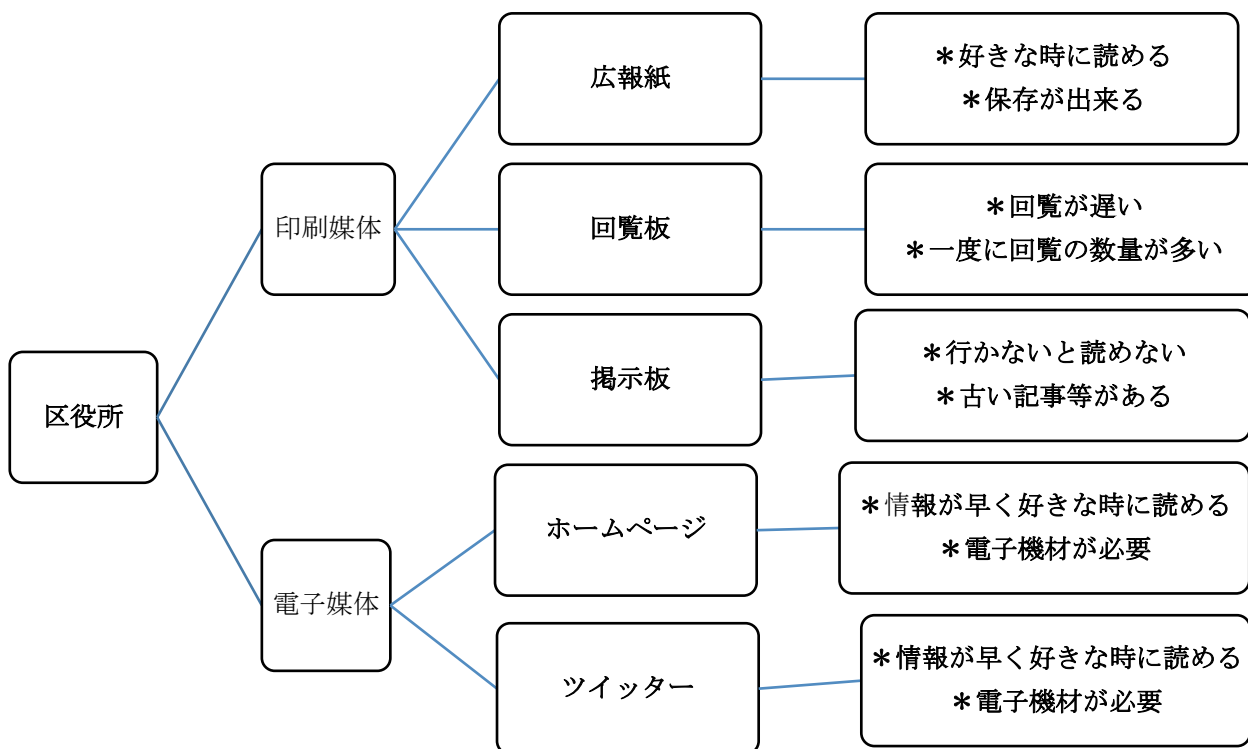 区役所
印刷媒体
広報紙
＊好きな時に読める
＊保存が出来る
回覧板
＊回覧が遅い
＊一度に回覧の数量が多い
掲示板
＊行かないと読めない
＊古い記事等がある
電子媒体
ホームページ
＊情報が早く好きな時に読める
＊電子機材が必要
ツイッター
＊情報が早く好きな時に読める
＊電子機材が必要